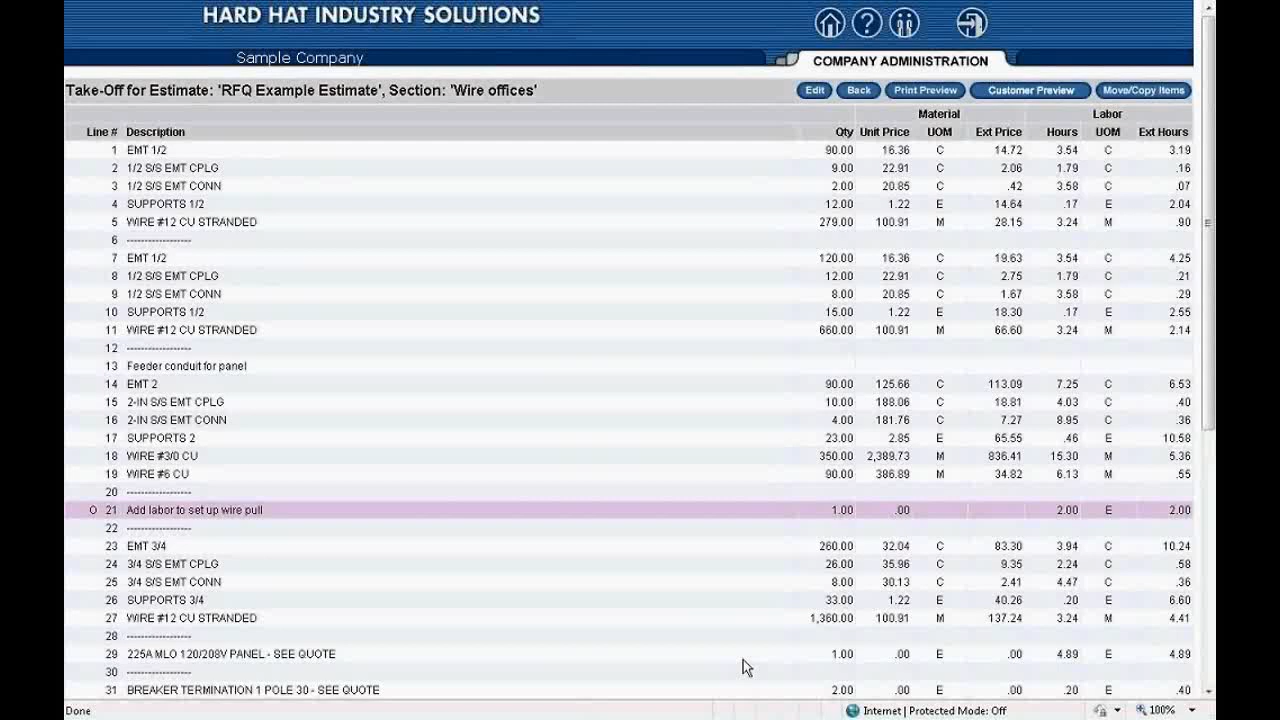 HARD HAT INDUSTRY SOLUTIONS
Sample Company
COMPANY ADMINISTRATION
Take-Off for Estimate: 'RFQ Example Estimate', Section: 'Wire offices' Edit Back Print Preview Customer Preview Move/Copy Items
Material Labor
Line # Description Qty Unit Price UOM Ext Price Hours UOM Ext Hours
1 EMT 1/2 90.00 16.36 C 14.72 3.54 C 3.19
2 1/2 S/S EMT CPLG 9.00 22.91 C 2.06 1.79 C .16
3 1/2 S/S EMT CONN 2.00 20.85 C .42 3.58 C .07
4 SUPPORTS 1/2 12.00 1.22 E 14.64 .17 E 2.04
5 WIRE #12 CU STRANDED 279.00 100.91 M 28.15 3.24 M .90
6 ------------------
7 EMT 1/2 120.00 16.36 C 19.63 3.54 C 4.25
8 1/2 S/S EMT CPLG 12.00 22.91 C 2.75 1.79 C .21
9 1/2 S/S EMT CONN 8.00 20.85 C 1.67 3.58 C .29
10 SUPPORTS 1/2 15.00 1.22 E 18.30 .17 E 2.55
11 WIRE #12 CU STRANDED 660.00 100.91 M 66.60 3.24 M 2.14
12 ------------------
13 Feeder conduit for panel
14 EMT 2 90.00 125.66 C 113.09 7.25 C 6.53
15 2-IN S/S EMT CPLG 10.00 188.06 C 18.81 4.03 C .40
16 2-IN S/S EMT CONN 4.00 181.76 C 7.27 8.95 C .36
17 SUPPORTS 2 23.00 2.85 E 65.55 .46 E 10.58
18 WIRE #3/0 CU 350.00 2,389.73 M 836.41 15.30 M 5.36
19 WIRE #6 CU 90.00 386.89 M 34.82 6.13 M .55
20 ------------------
O 21 Add labor to set up wire pull 1.00 .00 2.00 E 2.00
22 ------------------
23 EMT 3/4 260.00 32.04 C 83.30 3.94 C 10.24
24 3/4 S/S EMT CPLG 26.00 35.96 C 9.35 2.24 C .58
25 3/4 S/S EMT CONN 8.00 30.13 C 2.41 4.47 C .36
26 SUPPORTS 3/4 33.00 1.22 E 40.26 .20 E 6.60
27 WIRE #12 CU STRANDED 1,360.00 100.91 M 137.24 3.24 M 4.41
28 ------------------
29 225A MLO 120/208V PANEL - SEE QUOTE 1.00 .00 E .00 4.89 E 4.89
30 ------------------
31 BREAKER TERMINATION 1 POLE 30 - SEE QUOTE 2.00 .00 E .00 .20 E .40
Done Internet | Protected Mode: Off 100%